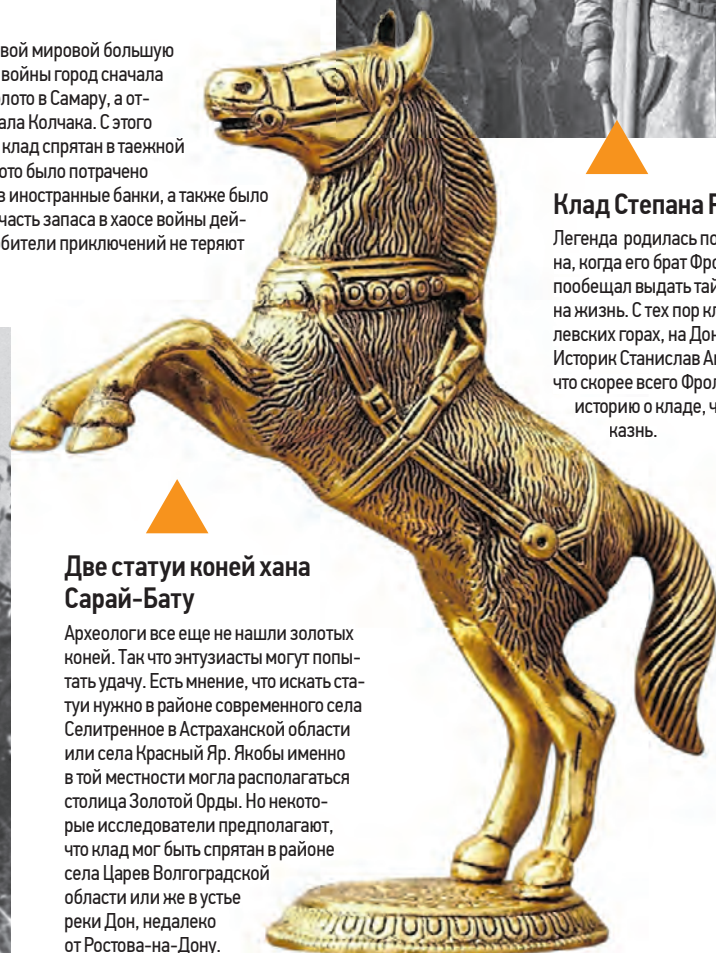 вой мировой большую
войны город сначала
лото в Самару, а от-
ала Колчака. С этого
клад спрятан в таежной
ото было потрачено
в иностранные банки, а также было
часть запаса в хаосе войны дей-
бители приключений не теряют
Клад Степана Р
Легенда родилась по
на, когда его брат Фро
пообещал выдать тай
на жизнь. С тех пор кл
левских горах, на Дон
Историк Станислав Ан
что скорее всего Фрол
историю о кладе, ч
казнь.
Две статуи коней хана
Сарай-Бату
Археологи все еще не нашли золотых
коней. Так что энтузиасты могут попы-
тать удачу. Есть мнение, что искать ста-
туи нужно в районе современного села
Селитренное в Астраханской области
или села Красный Яр. Якобы именно
в той местности могла располагаться
столица Золотой Орды. Но некото-
рые исследователи предполагают,
что клад мог быть спрятан в районе
села Царев Волгоградской
области или же в устье
реки Дон, недалеко
от Ростова-на-Дону.